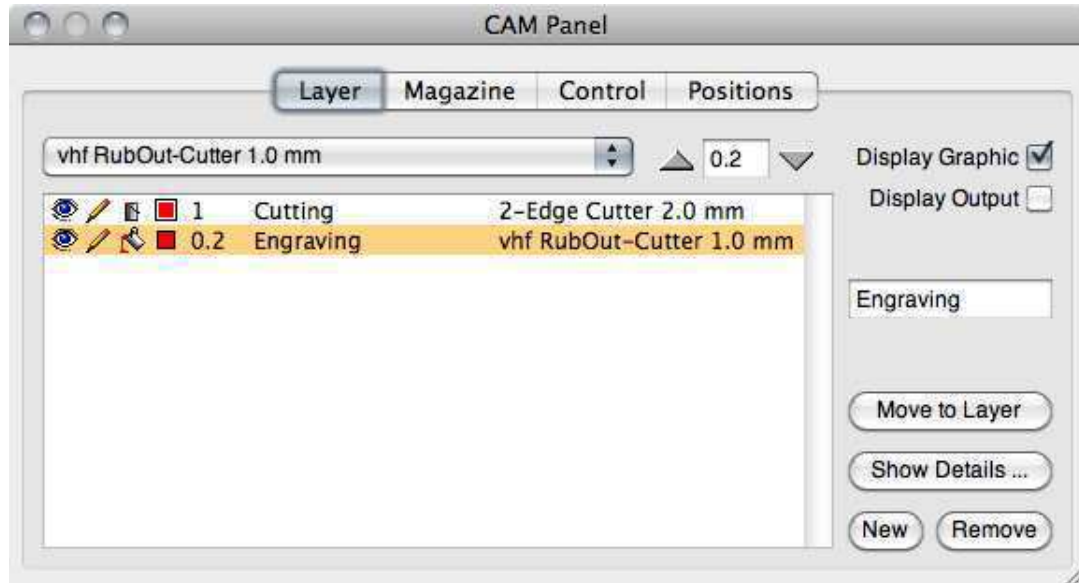 CAM Panel
Layer Magazine Control Positions
vhf RubOut-Cutter 1.0 mm 0.2 Display Graphic
Display Output
1 Cutting 2-Edge Cutter 2.0 mm
0.2 Engraving vhf RubOut-Cutter 1.0 mm
Engraving
Move to Layer
Show Details ...
New Remove